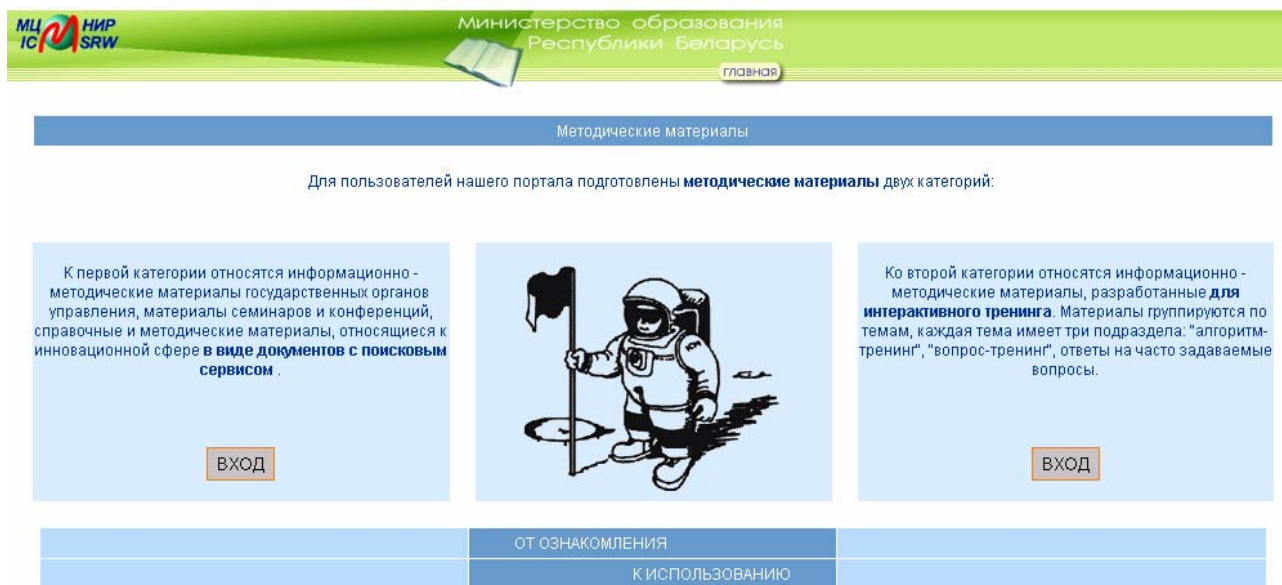 МЦ НИР
IC SRW
Министерство образования
Республики Беларусь
главная
Методические материалы
Для пользователей нашего портала подготовлены методические материалы двух категорий:
К первой категории относятся информационно -
методические материалы государственных органов
управления, материалы семинаров и конференций,
справочные и методические материалы, относящиеся к
инновационной сфере в виде документов с поисковым
сервисом .
ВХОД
Ко второй категории относятся информационно -
методические материалы, разработанные для
интерактивного тренинга. Материалы группируются по
темам, каждая тема имеет три подраздела: "алгоритм-
тренинг", "вопрос-тренинг", ответы на часто задаваемые
вопросы.
ВХОД
ОТ ОЗНАКОМЛЕНИЯ
К ИСПОЛЬЗОВАНИЮ